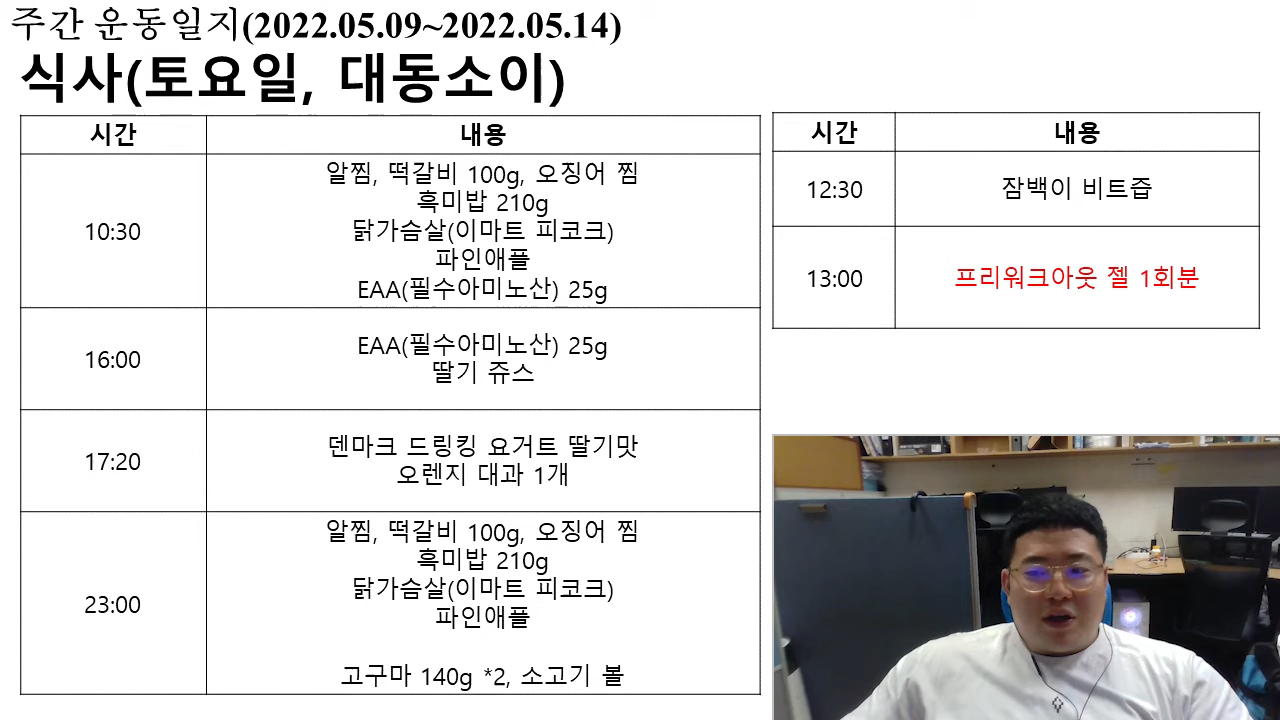 주간 운동일지(2022.05.09~2022.05.14)
식사(토요일, 대동소이)
시간 내용
10:30
알찜, 떡갈비 100g, 오징어 찜
흑미밥 210g
닭가슴살(이마트 피코크)
파인애플
EAA(필수아미노산) 25g
16:00
EAA(필수아미노산) 25g
딸기 쥬스
17:20
덴마크 드링킹 요거트 딸기맛
오렌지 대과 1개
23:00
알찜, 떡갈비 100g, 오징어 찜
흑미밥 210g
닭가슴살(이마트 피코크)
파인애플
고구마 140g *2, 소고기 볼
시간 내용
12:30 잠백이 비트즙
13:00 프리워크아웃 젤 1회분